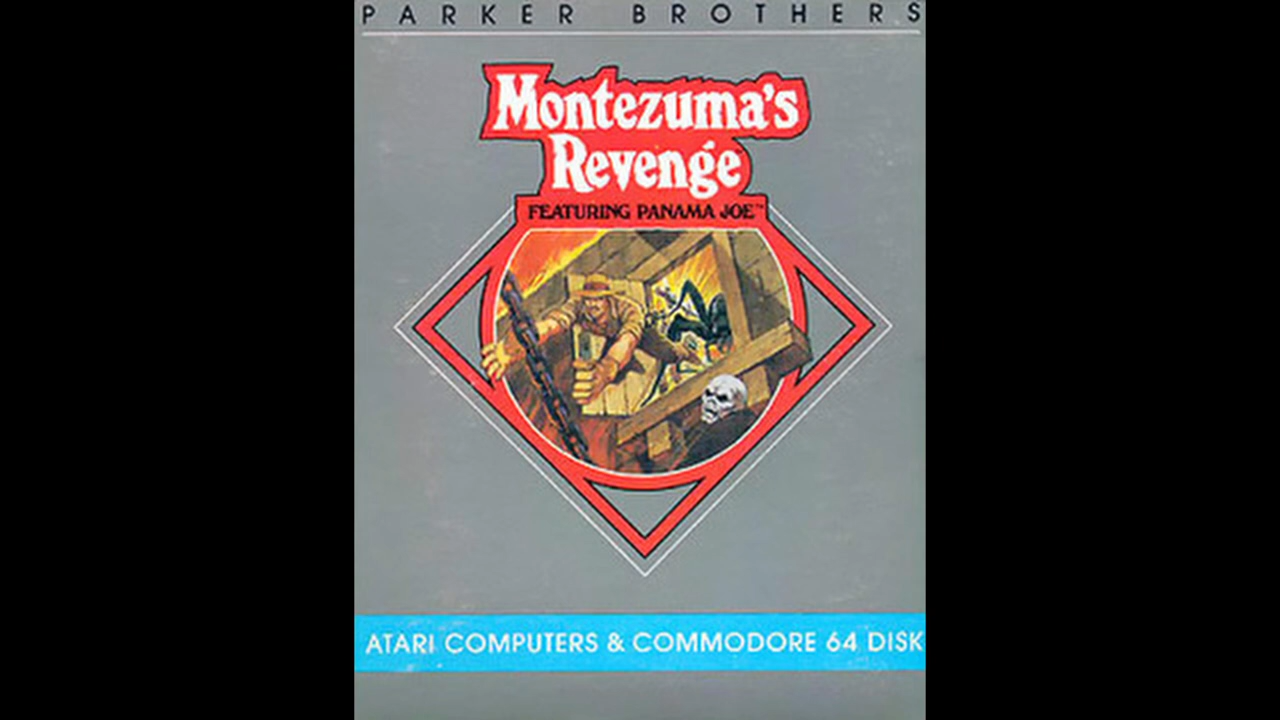 PARKER BROTHERS
Montezuma's
Revenge
FEATURING PANAMA JOE™
ATARI COMPUTERS & COMMODORE 64 DISK